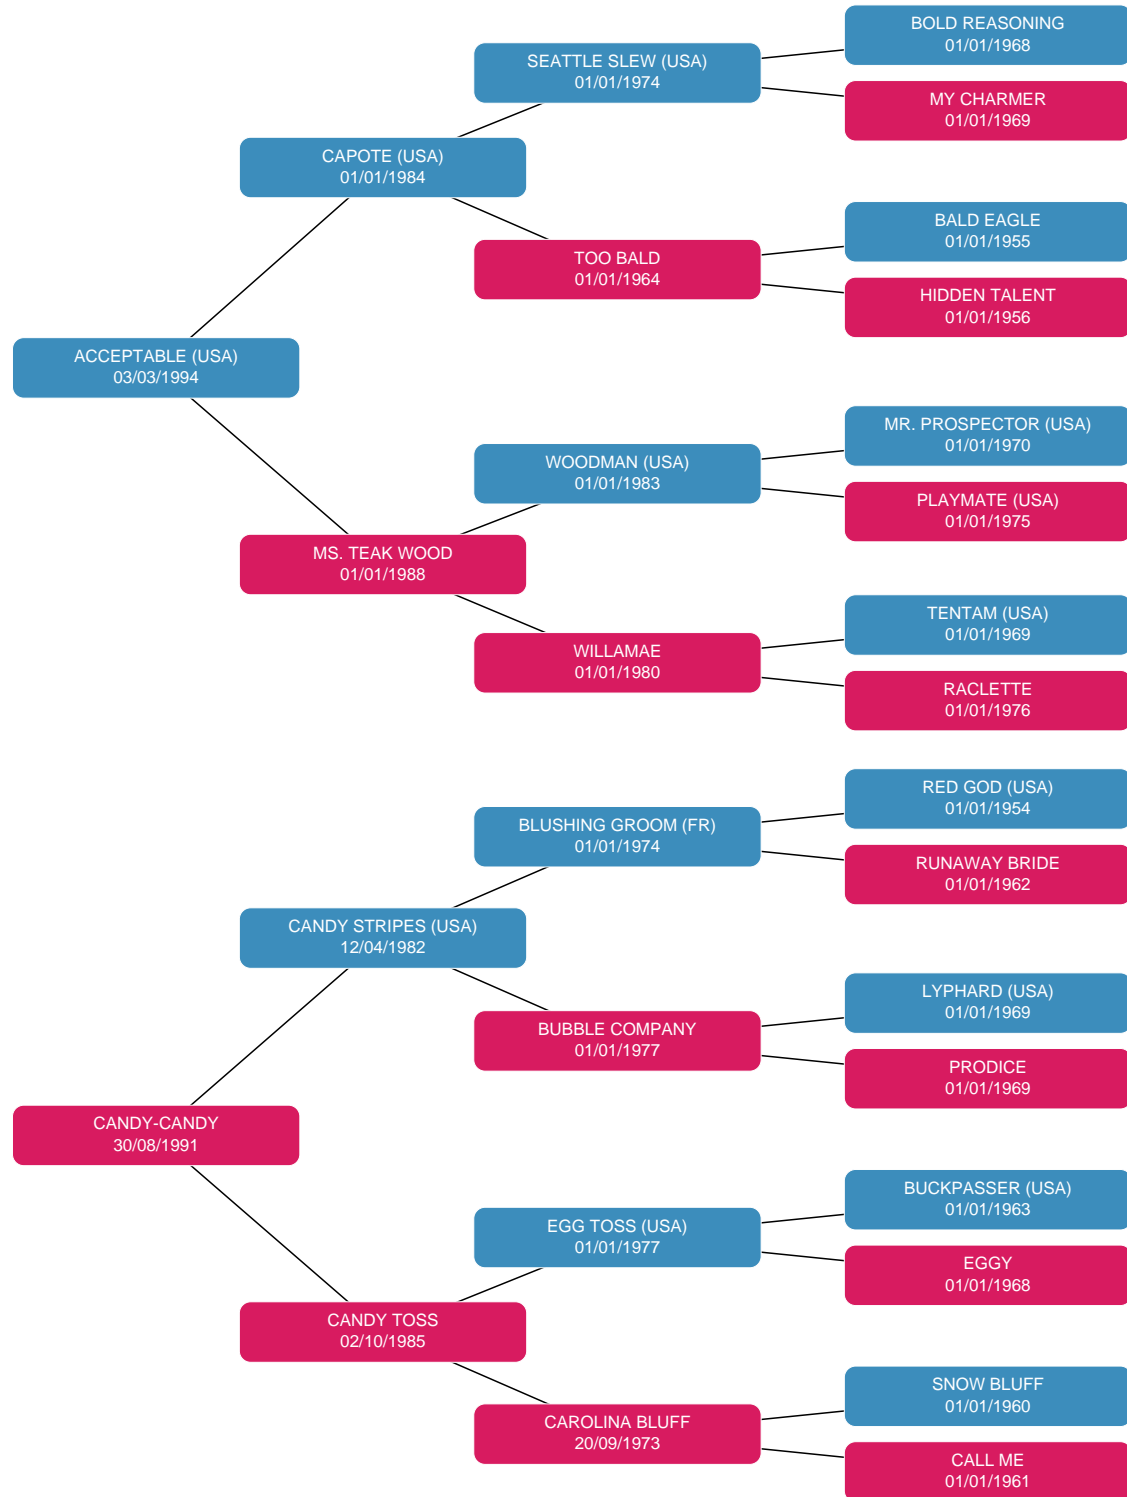 BOLD REASONING
01/01/1968
SEATTLE SLEW (USA)
01/01/1974
MY CHARMER
01/01/1969
CAPOTE (USA)
01/01/1984
BALD EAGLE
01/01/1955
TOO BALD
01/01/1964
HIDDEN TALENT
01/01/1956
ACCEPTABLE (USA)
03/03/1994
MR. PROSPECTOR (USA)
01/01/1970
WOODMAN (USA)
01/01/1983
PLAYMATE (USA)
01/01/1975
MS. TEAK WOOD
01/01/1988
TENTAM (USA)
01/01/1969
WILLAMAE
01/01/1980
RACLETTE
01/01/1976
RED GOD (USA)
01/01/1954
BLUSHING GROOM (FR)
01/01/1974
RUNAWAY BRIDE
01/01/1962
CANDY STRIPES (USA)
12/04/1982
LYPHARD (USA)
01/01/1969
BUBBLE COMPANY
01/01/1977
PRODICE
01/01/1969
CANDY-CANDY
30/08/1991
BUCKPASSER (USA)
01/01/1963
EGG TOSS (USA)
01/01/1977
EGGY
01/01/1968
CANDY TOSS
02/10/1985
SNOW BLUFF
01/01/1960
CAROLINA BLUFF
20/09/1973
CALL ME
01/01/1961